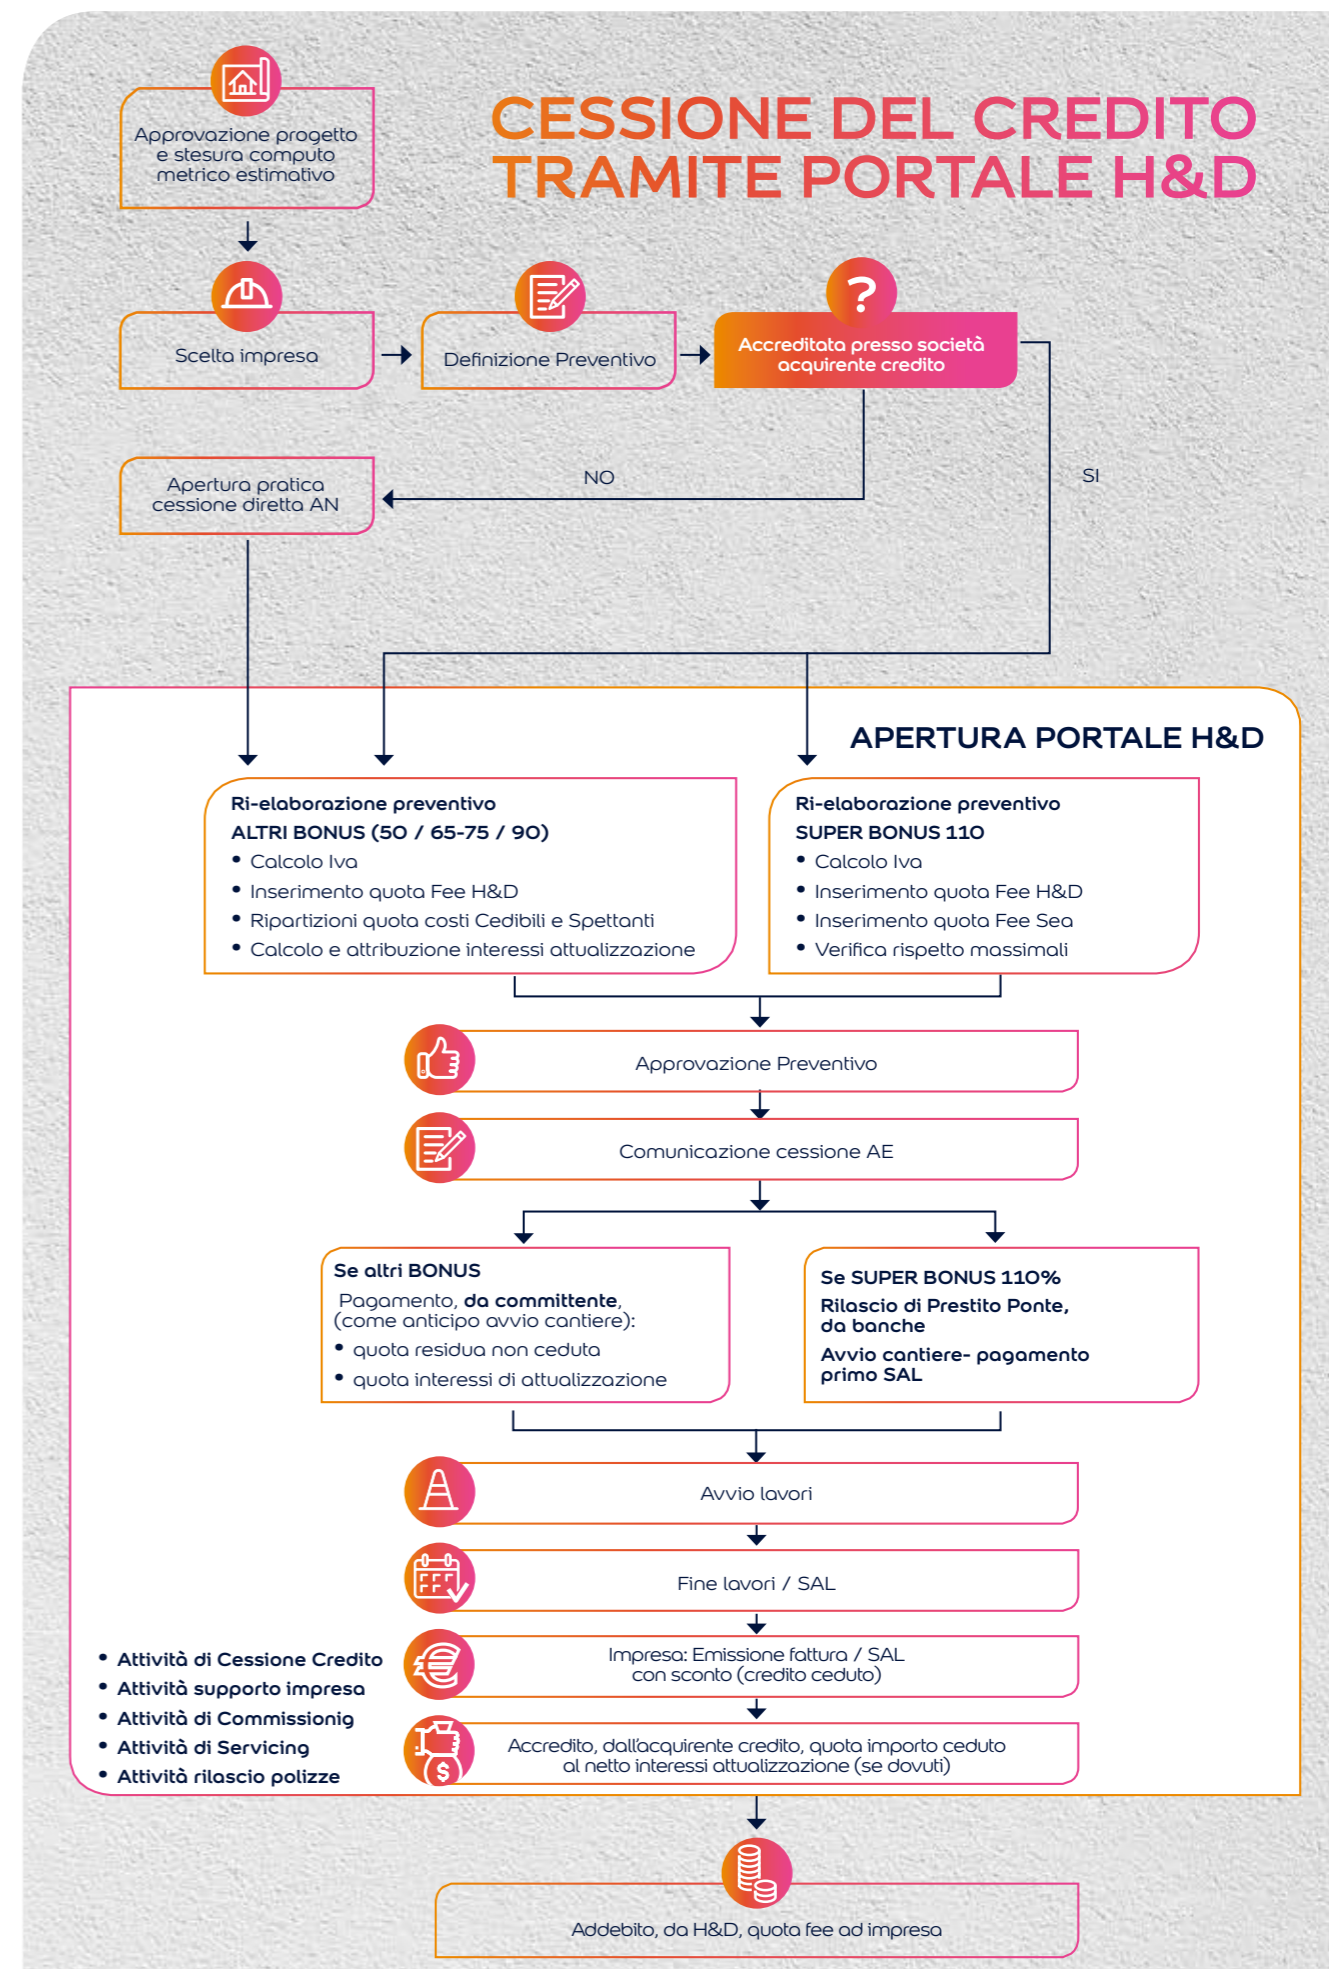 CESSIONE DEL CREDITO
TRAMITE PORTALE H&D
Approvazione progetto
e stesura computo
metrico estimativo
Scelta impresa
Definizione Preventivo
?
Accreditata presso società
acquirente credito
NO
SI
Apertura pratica
cessione diretta AN
APERTURA PORTALE H&D
Ri-elaborazione preventivo
ALTRI BONUS (50 / 65-75 / 90)
• Calcolo Iva
• Inserimento quota Fee H&D
• Ripartizioni quota costi Cedibili e Spettanti
• Calcolo e attribuzione interessi attualizzazione
Ri-elaborazione preventivo
SUPER BONUS 110
• Calcolo Iva
• Inserimento quota Fee H&D
• Inserimento quota Fee Sea
• Verifica rispetto massimali
Approvazione Preventivo
Comunicazione cessione AE
Se altri BONUS
Pagamento, da committente,
(come anticipo avvio cantiere):
• quota residua non ceduta
• quota interessi di attualizzazione
Se SUPER BONUS 110%
Rilascio di Prestito Ponte,
da banche
Avvio cantiere- pagamento
primo SAL
Avvio lavori
Fine lavori / SAL
Impresa: Emissione fattura / SAL
con sconto (credito ceduto)
Accredito, dall'acquirente credito, quota importo ceduto
al netto interessi attualizzazione (se dovuti)
• Attività di Cessione Credito
• Attività supporto impresa
• Attività di Commissionig
• Attività di Servicing
• Attività rilascio polizze
Addebito, da H&D, quota fee ad impresa